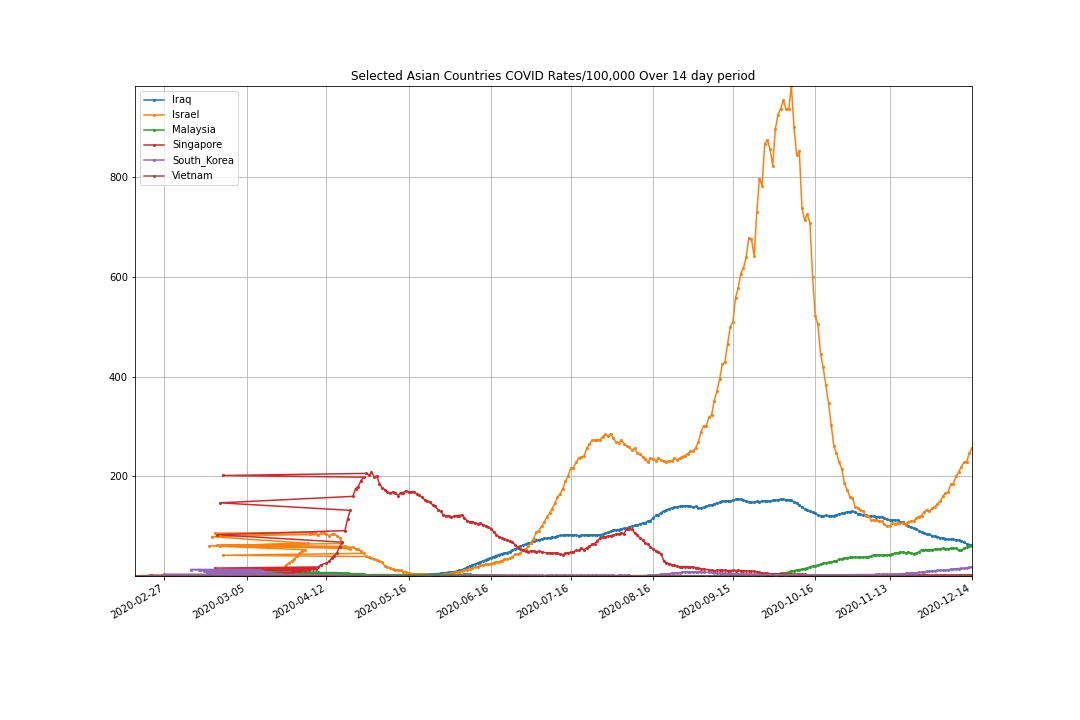 Selected Asian Countries COVID Rates/100,000 Over 14 day period
Iraq
Israel
Malaysia
Singapore
South_Korea
Vietnam
800
600
400
200
2020-02-27
2020-03-05
2020-04-12
2020-05-16
2020-06-16
2020-07-16
2020-08-16
2020-09-15
2020-10-16
2020-11-13
2020-12-14